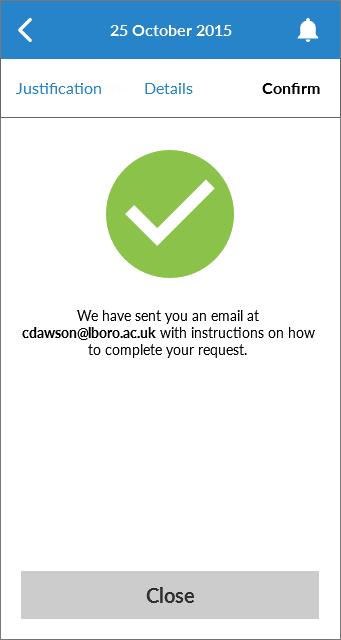 25 October 2015
Justification Details Confirm
We have sent you an email at
cdawson@lboro.ac.uk with instructions on how
to complete your request.
Close